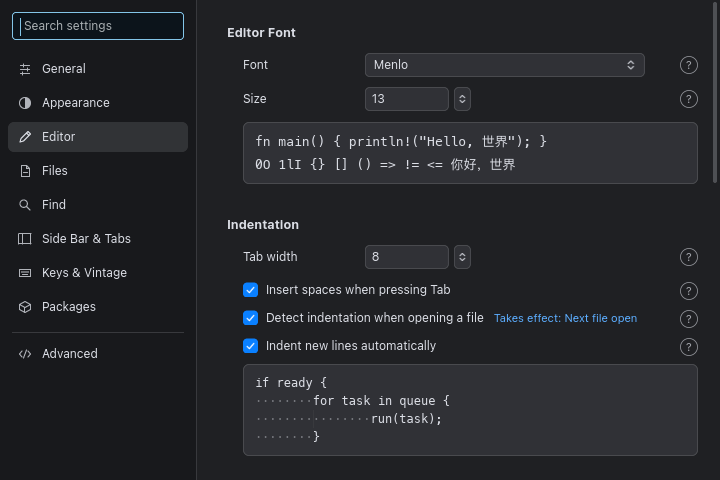 Search settings
General
Appearance
Editor
Files
Find
Side Bar & Tabs
Keys & Vintage
Packages
Advanced
Editor Font
Font
Menlo
?
Size
13
?
fn main() { println!("Hello, 世界"); }
0O 1lI {} [] () => != <= 你好，世界
Indentation
Tab width
8
?
Insert spaces when pressing Tab
?
Detect indentation when opening a file Takes effect: Next file open
?
Indent new lines automatically
?
if ready {
········for task in queue {
················run(task);
········}